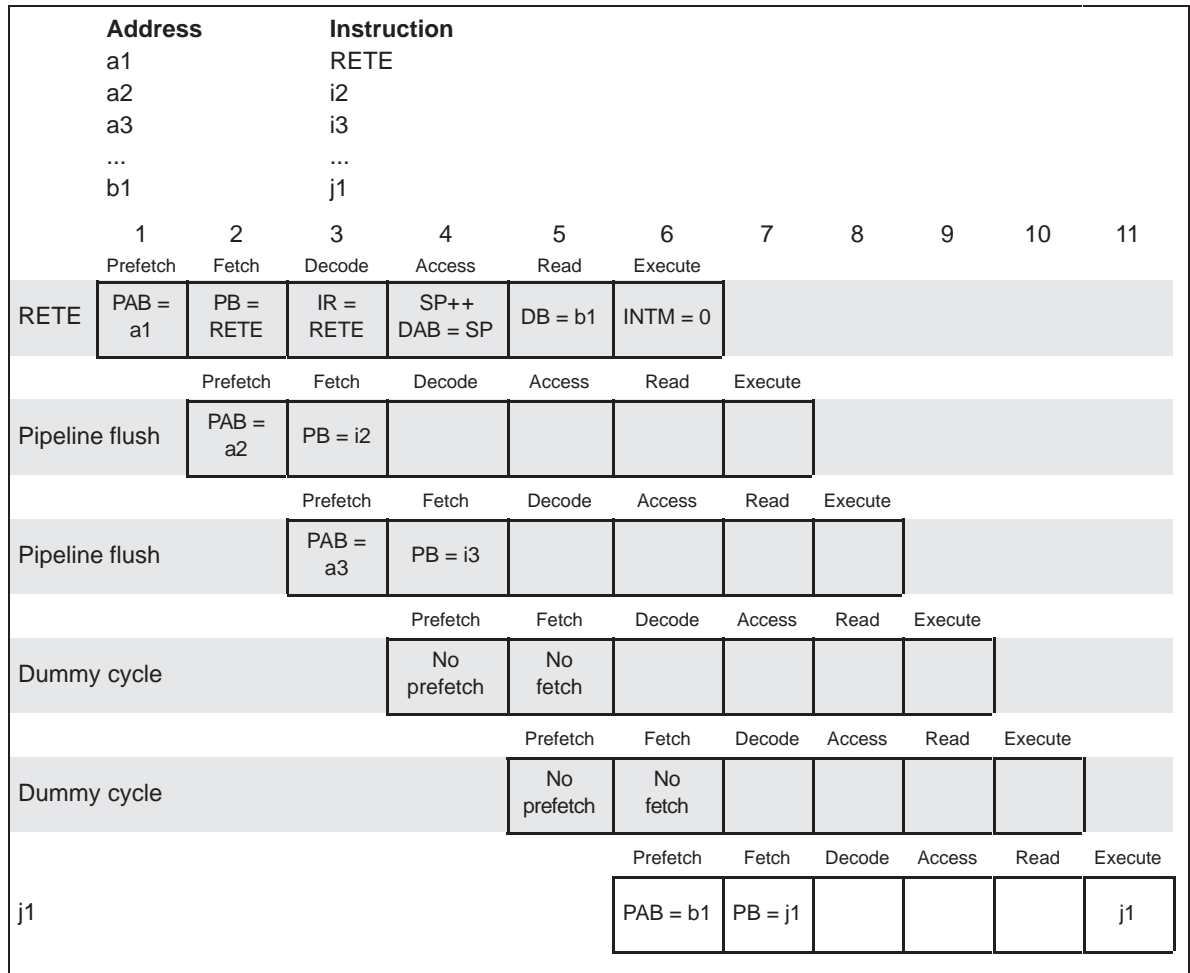 Address Instruction
a1 RETE
a2 i2
a3 i3
... ...
b1 j1
1 2 3 4 5 6 7 8 9 10 11
Prefetch Fetch Decode Access Read Execute
RETE PAB = a1 PB = RETE IR = RETE SP++ DAB = SP DB = b1 INTM = 0
Prefetch Fetch Decode Access Read Execute
Pipeline flush PAB = a2 PB = i2
Prefetch Fetch Decode Access Read Execute
Pipeline flush PAB = a3 PB = i3
Prefetch Fetch Decode Access Read Execute
Dummy cycle No prefetch No fetch
Prefetch Fetch Decode Access Read Execute
Dummy cycle No prefetch No fetch
Prefetch Fetch Decode Access Read Execute
j1 PAB = b1 PB = j1 j1